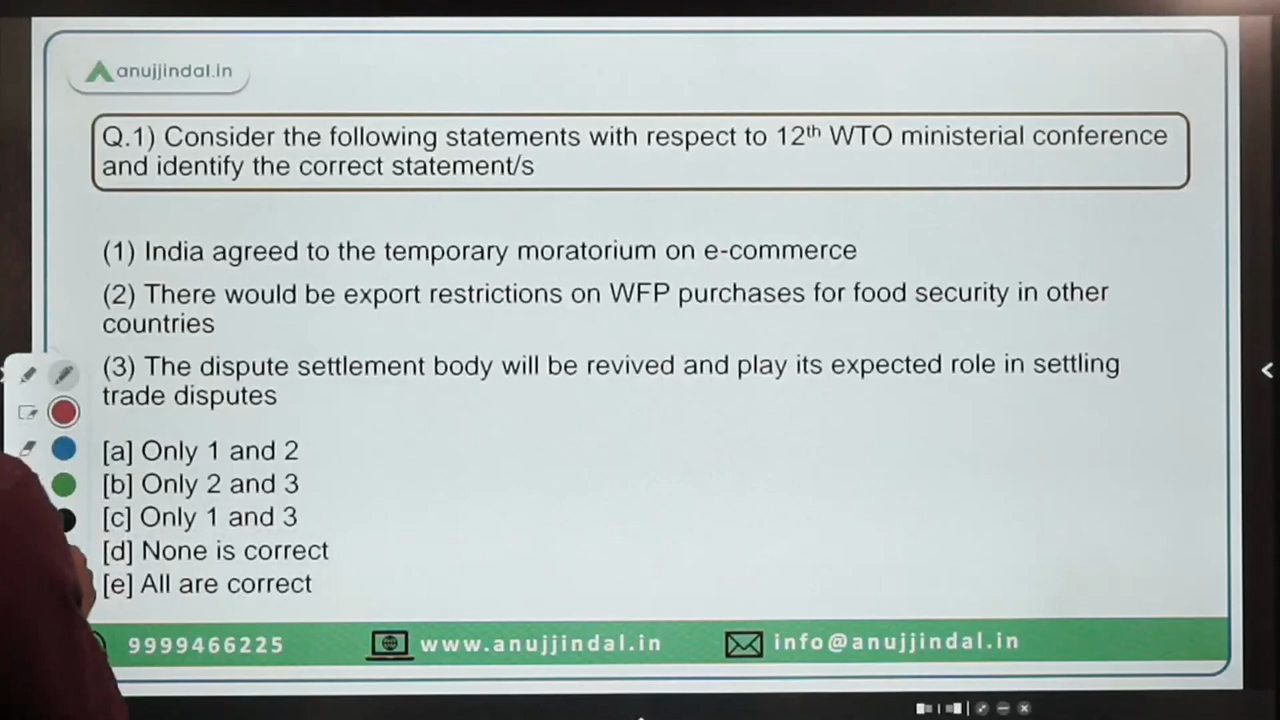 anujjindal.in
Q.1) Consider the following statements with respect to 12th WTO ministerial conference
and identify the correct statement/s
(1) India agreed to the temporary moratorium on e-commerce
(2) There would be export restrictions on WFP purchases for food security in other
countries
(3) The dispute settlement body will be revived and play its expected role in settling
trade disputes
[a] Only 1 and 2
[b] Only 2 and 3
[c] Only 1 and 3
[d] None is correct
[e] All are correct
9999466225 www.anujjindal.in info@anujjindal.in